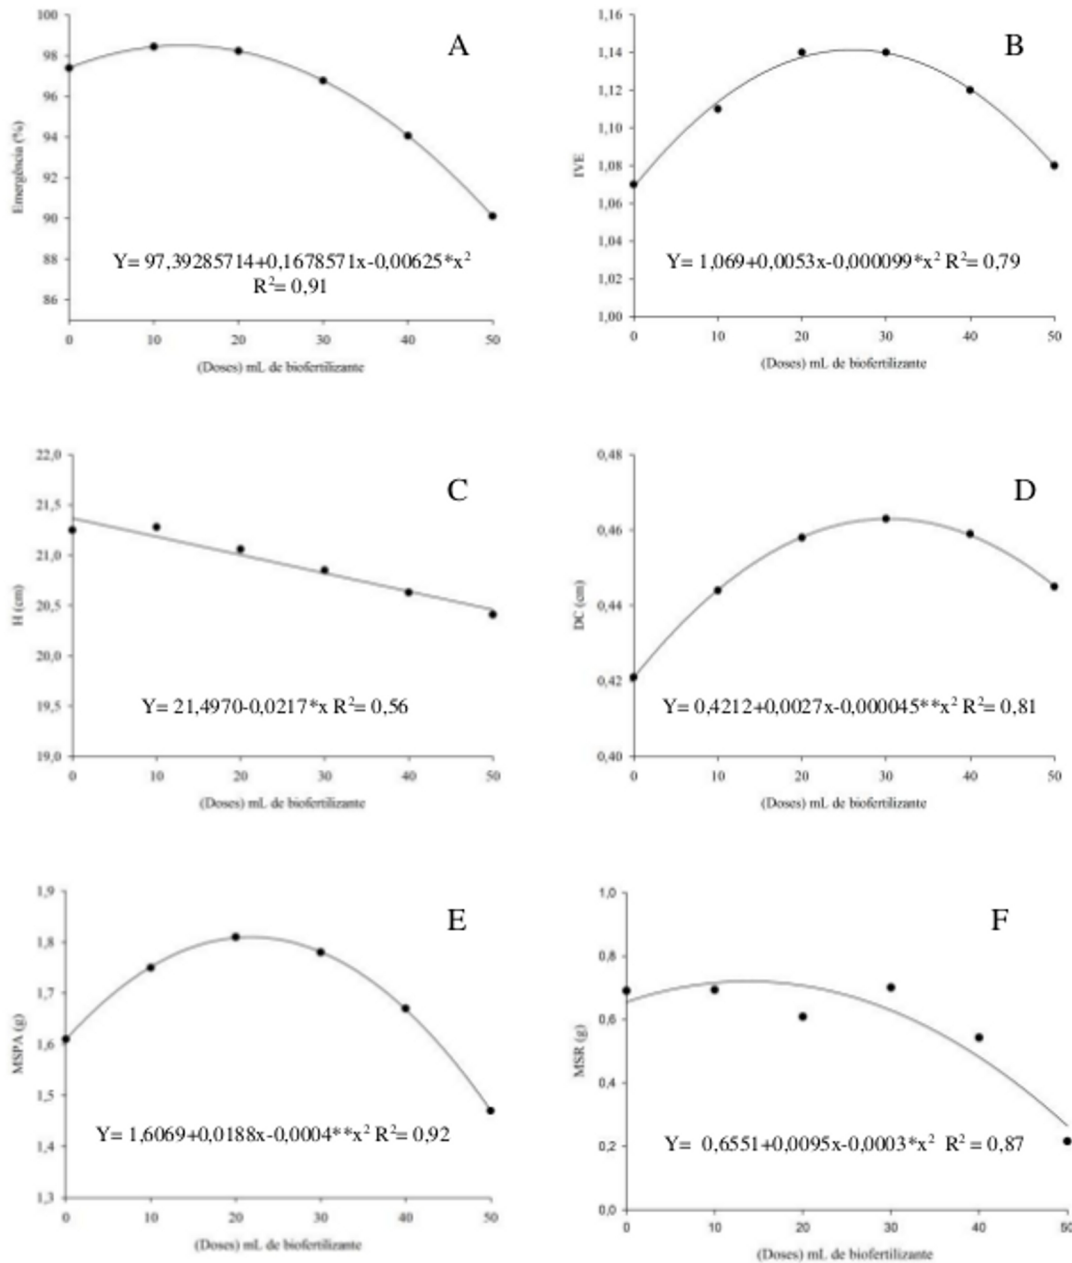 A
100
98
96
94
92
90
88
86
Emergência (%)
Y= 97,39285714+0,1678571x-0,00625*x²
R²= 0,91
0 10 20 30 40 50
(Doses) mL de biofertilizante
B
1,16
1,14
1,12
1,10
1,08
1,06
1,04
1,02
1,00
IVE
Y= 1,069+0,0053x-0,000099*x² R²= 0,79
0 10 20 30 40 50
(Doses) mL de biofertilizante
C
22,0
21,5
21,0
20,5
20,0
19,5
19,0
H (cm)
Y= 21,4970-0,0217*x R²= 0,56
0 10 20 30 40 50
(Doses) mL de biofertilizante
D
0,48
0,46
0,44
0,42
0,40
DC (cm)
Y= 0,4212+0,0027x-0,000045**x² R²= 0,81
0 10 20 30 40 50
(Doses) mL de biofertilizante
E
1,9
1,8
1,7
1,6
1,5
1,4
1,3
MSPA (g)
Y= 1,6069+0,0188x-0,0004**x² R²= 0,92
0 10 20 30 40 50
(Doses) mL de biofertilizante
F
1,0
0,8
0,6
0,4
0,2
0,0
MSR (g)
Y= 0,6551+0,0095x-0,0003*x² R² = 0,87
0 10 20 30 40 50
(Doses) mL de biofertilizante